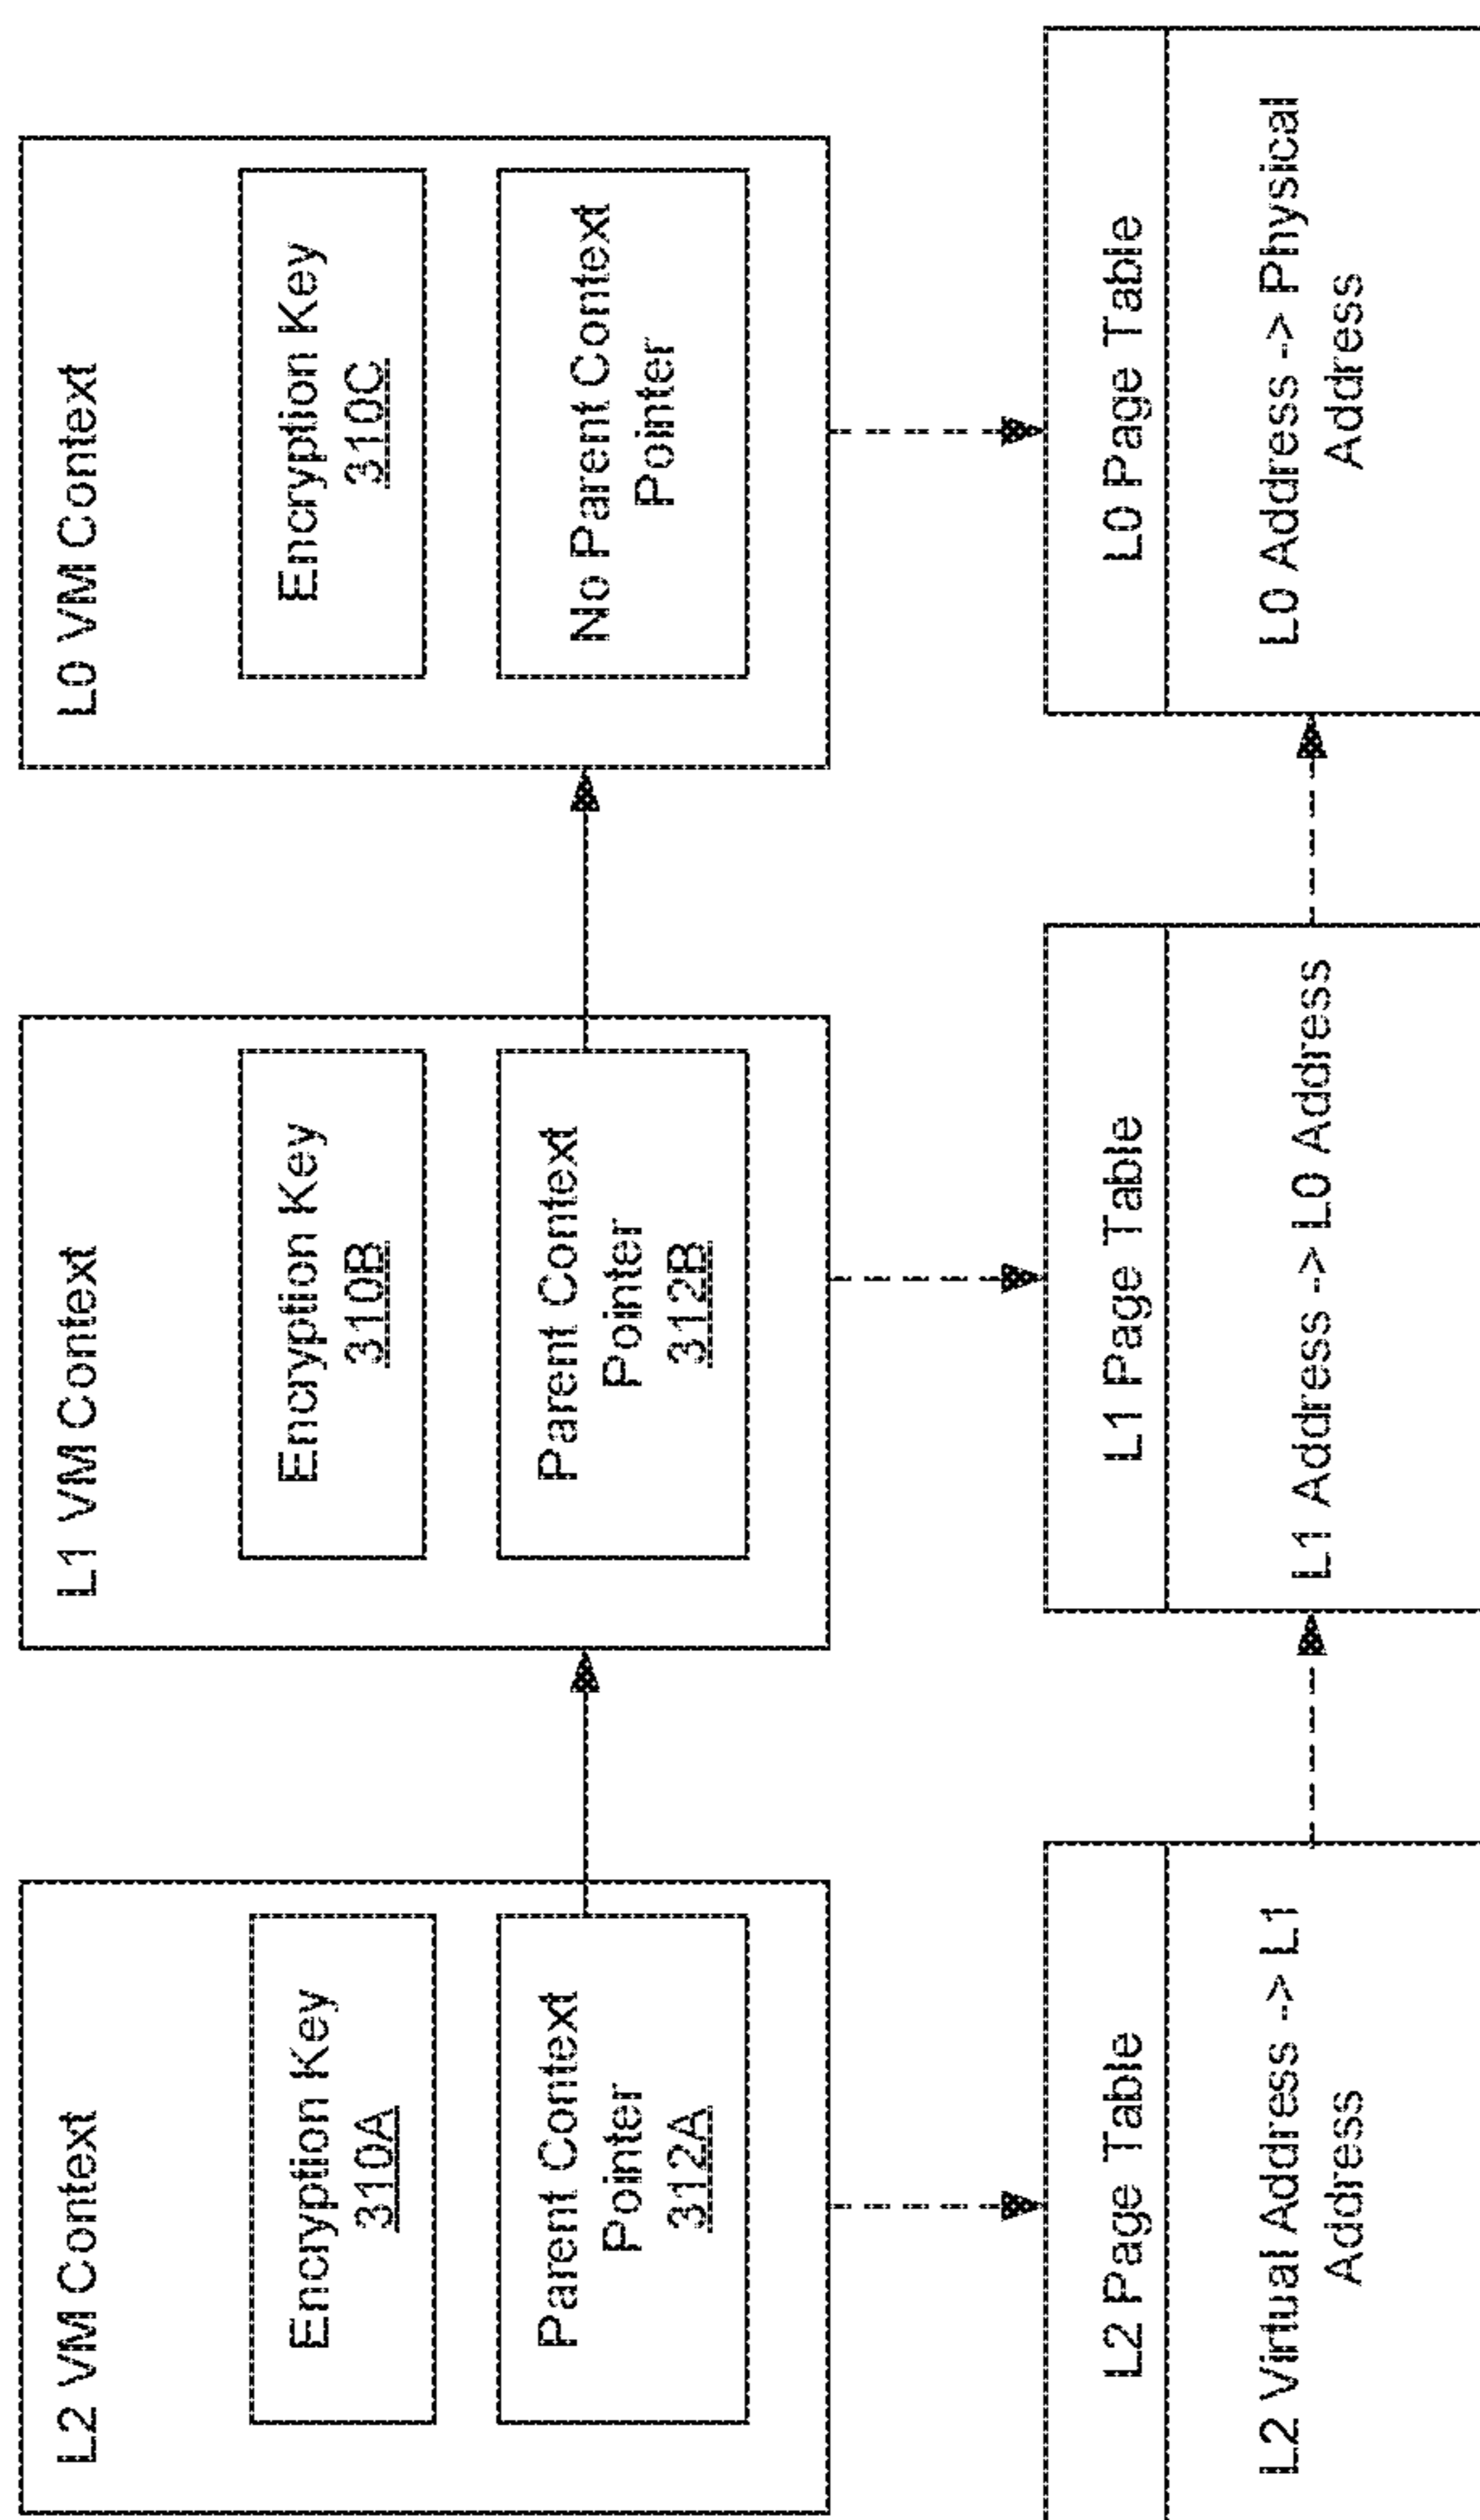 L2 VM Context
Encryption Key
310A
Parent Context
Pointer
312A
L1 VM Context
Encryption Key
310B
Parent Context
Pointer
312B
L0 VM Context
Encryption Key
310C
No Parent Context
Pointer
L2 Page Table
L2 Virtual Address -> L1
Address
L1 Page Table
L1 Address -> L0 Address
L0 Page Table
L0 Address -> Physical
Address